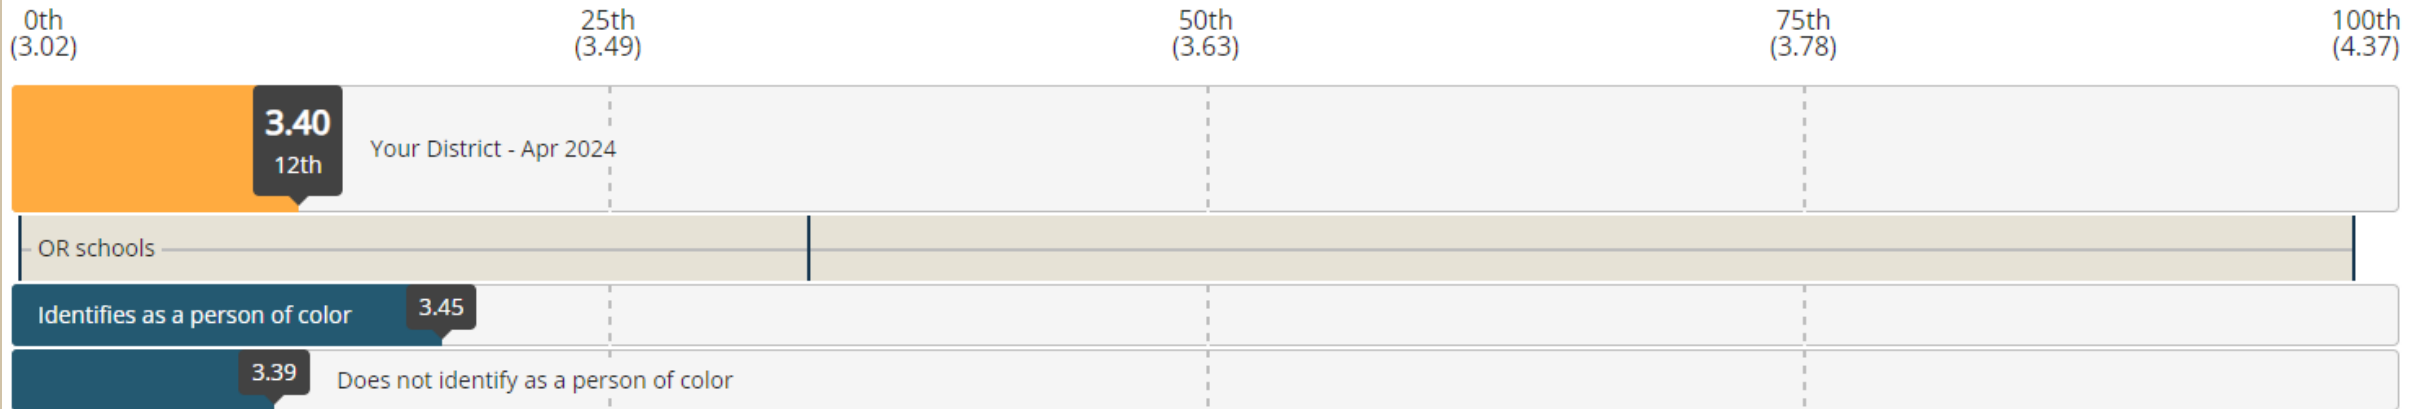 0th 25th 50th 75th 100th
(3.02) (3.49) (3.63) (3.78) (4.37)
3.40
12th
Your District - Apr 2024
OR schools
Identifies as a person of color 3.45
3.39 Does not identify as a person of color